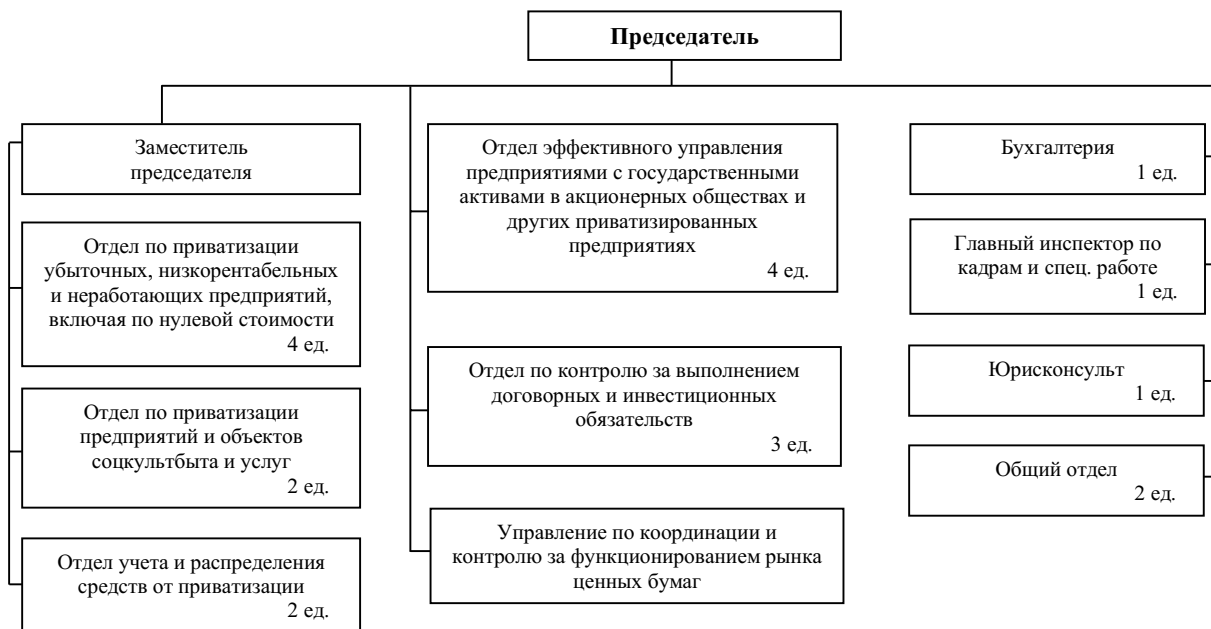 Председатель
Заместитель
председателя
Отдел по приватизации
убыточных, низкорентабельных
и неработающих предприятий,
включая по нулевой стоимости
4 ед.
Отдел по приватизации
предприятий и объектов
соцкультбыта и услуг
2 ед.
Отдел учета и распределения
средств от приватизации
2 ед.
Отдел эффективного управления
предприятиями с государственными
активами в акционерных обществах и
других приватизированных
предприятиях
4 ед.
Отдел по контролю за выполнением
договорных и инвестиционных
обязательств
3 ед.
Управление по координации и
контролю за функционированием рынка
ценных бумаг
Бухгалтерия
1 ед.
Главный инспектор по
кадрам и спец. работе
1 ед.
Юрисконсульт
1 ед.
Общий отдел
2 ед.